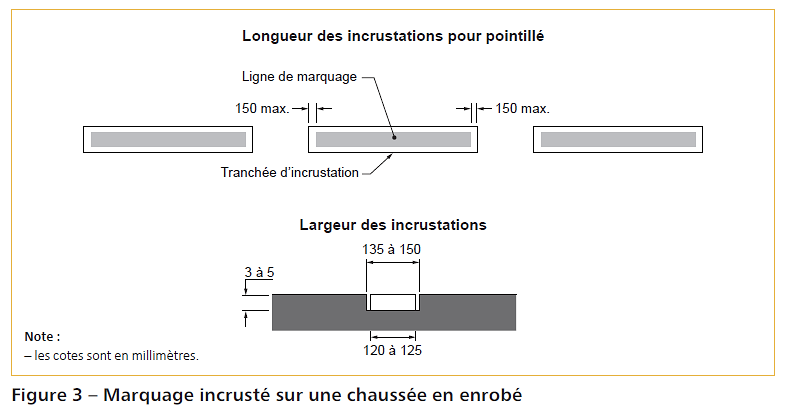 Longueur des incrustations pour pointillé
Ligne de marquage
150 max.
150 max.
Tranchée d'incrustation
Largeur des incrustations
135 à 150
3 à 5
120 à 125
Note :
– les cotes sont en millimètres.
Figure 3 – Marquage incrusté sur une chaussée en enrobé